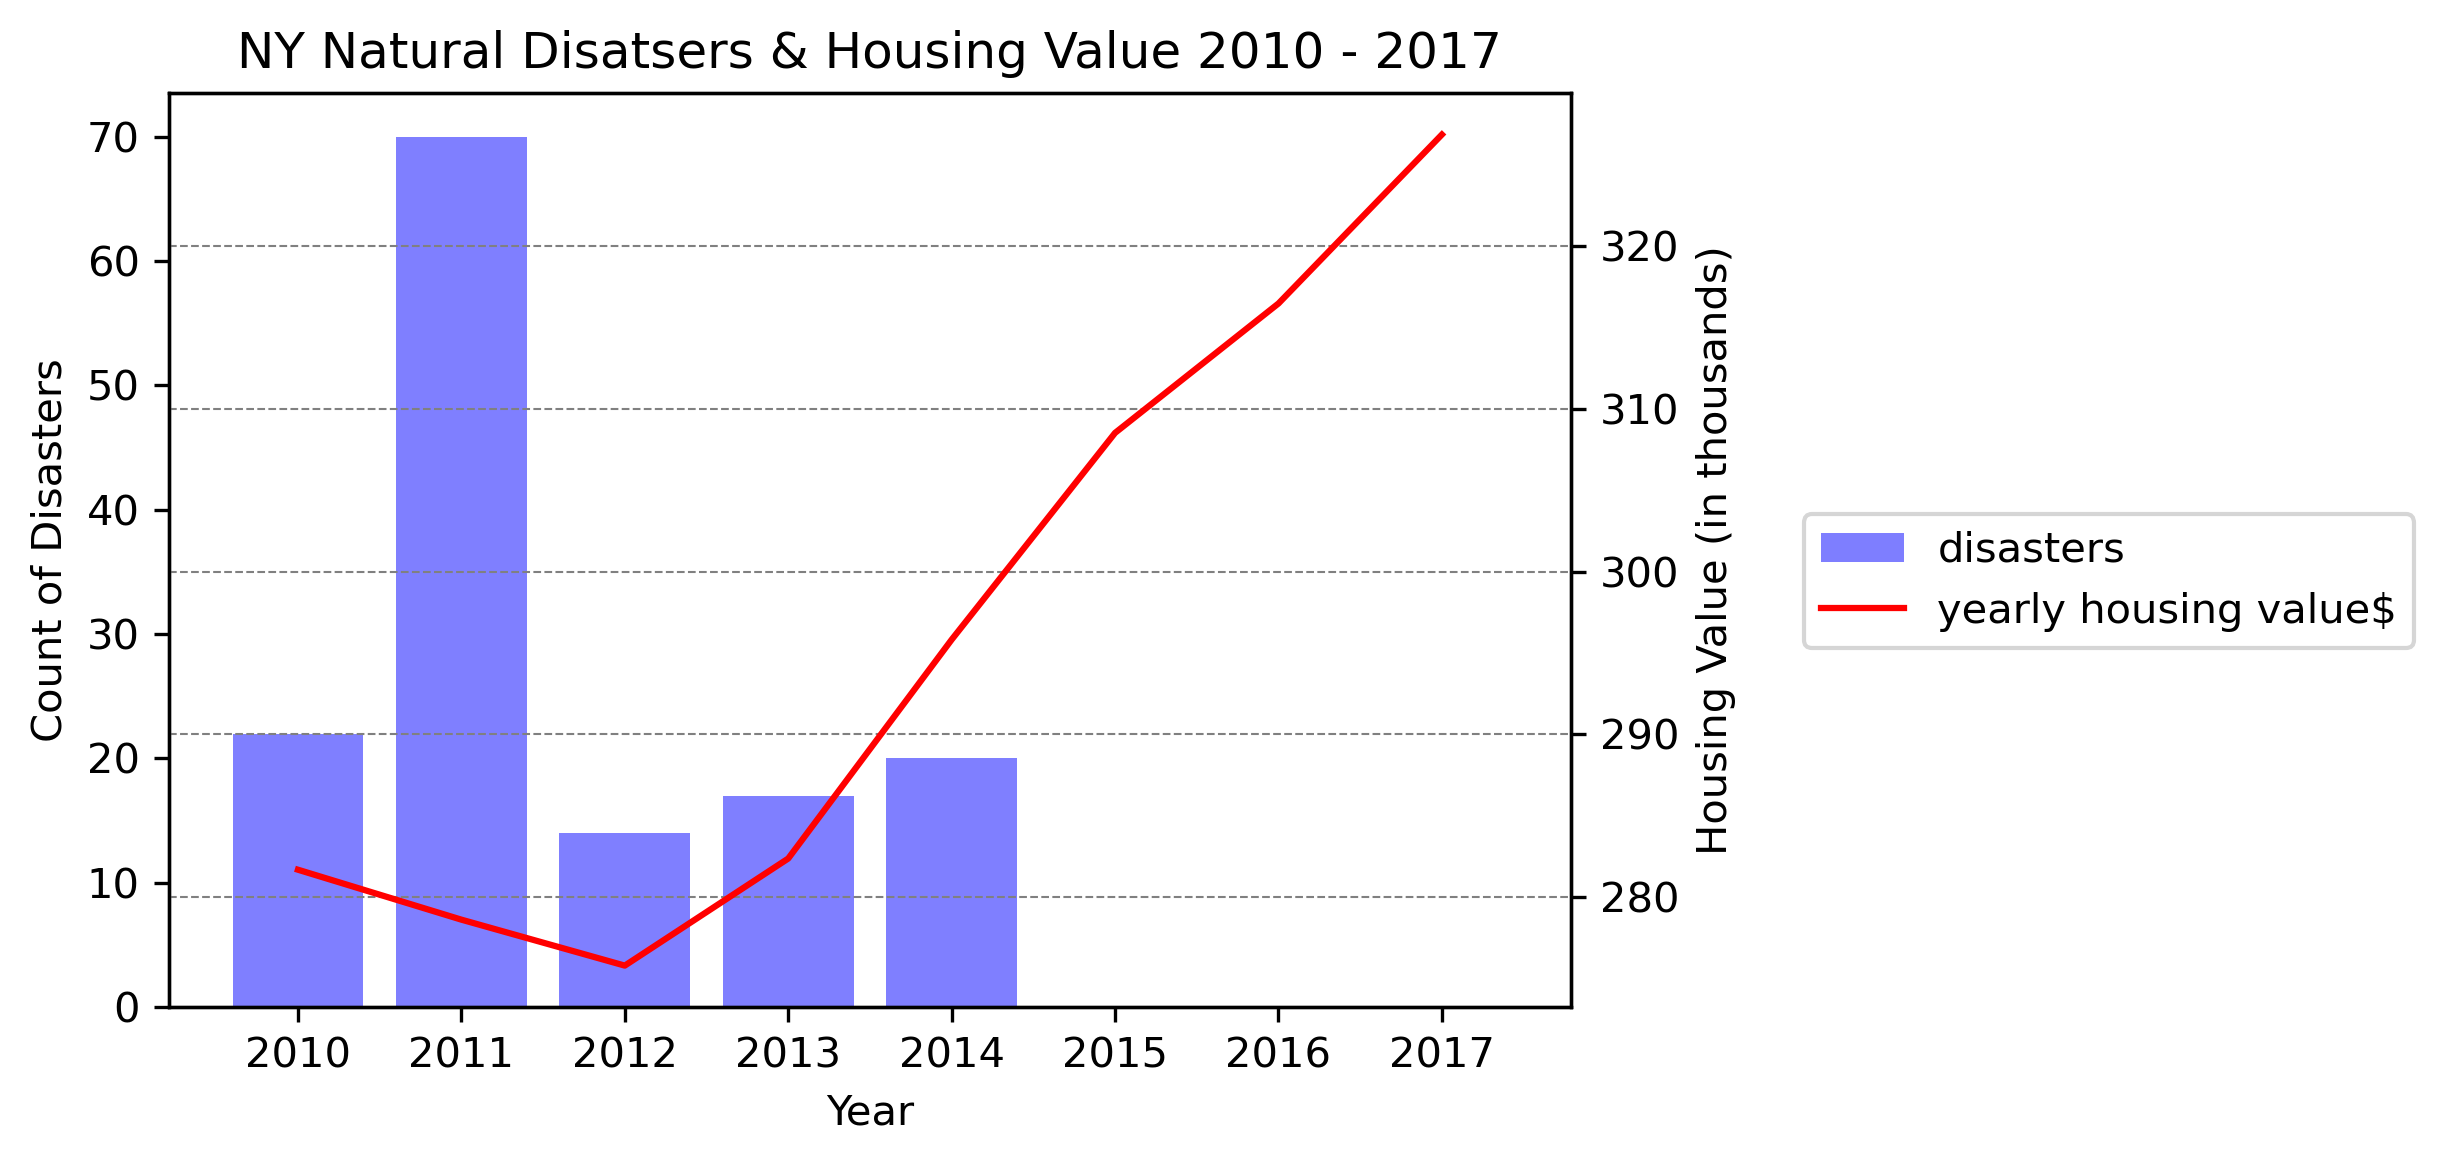 NY Natural Disatsers & Housing Value 2010 - 2017
Count of Disasters
70
60
50
40
30
20
10
0
2010 2011 2012 2013 2014 2015 2016 2017
Year
320
310
300
290
280
Housing Value (in thousands)
disasters
yearly housing value$